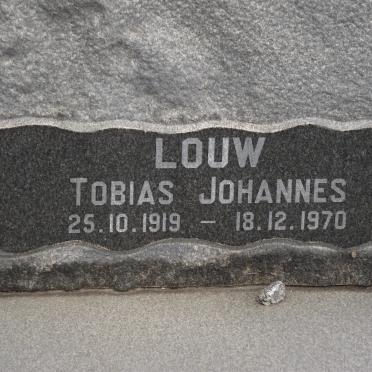 LOUW
TOBIAS JOHANNES
25.10.1919 – 18.12.1970